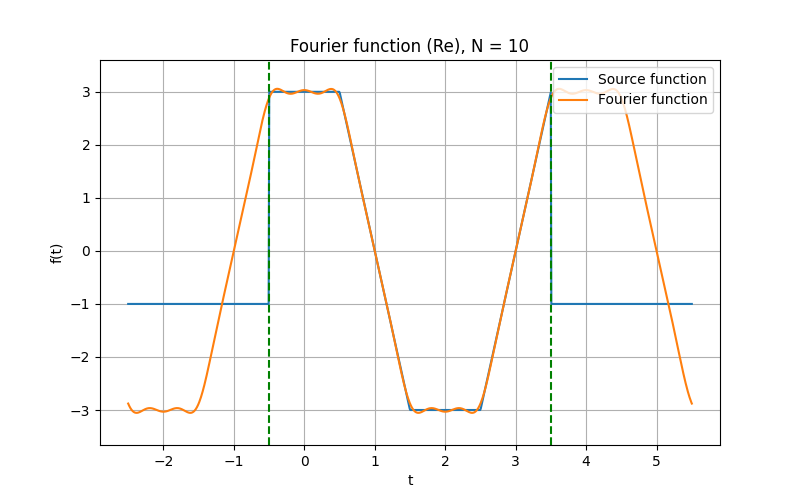 Fourier function (Re), N = 10
Source function
Fourier function
f(t)
3
2
1
0
−1
−2
−3
−2 −1 0 1 2 3 4 5
t